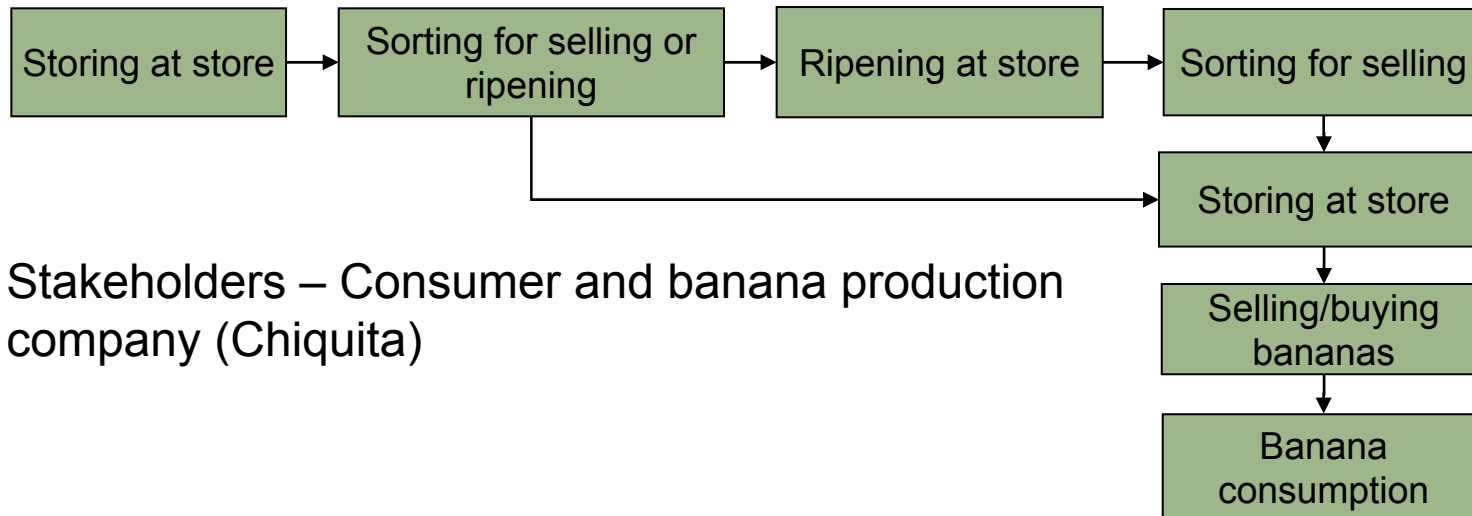 Storing at store
Sorting for selling or
ripening
Ripening at store
Sorting for selling
Storing at store
Stakeholders – Consumer and banana production
company (Chiquita)
Selling/buying
bananas
Banana
consumption